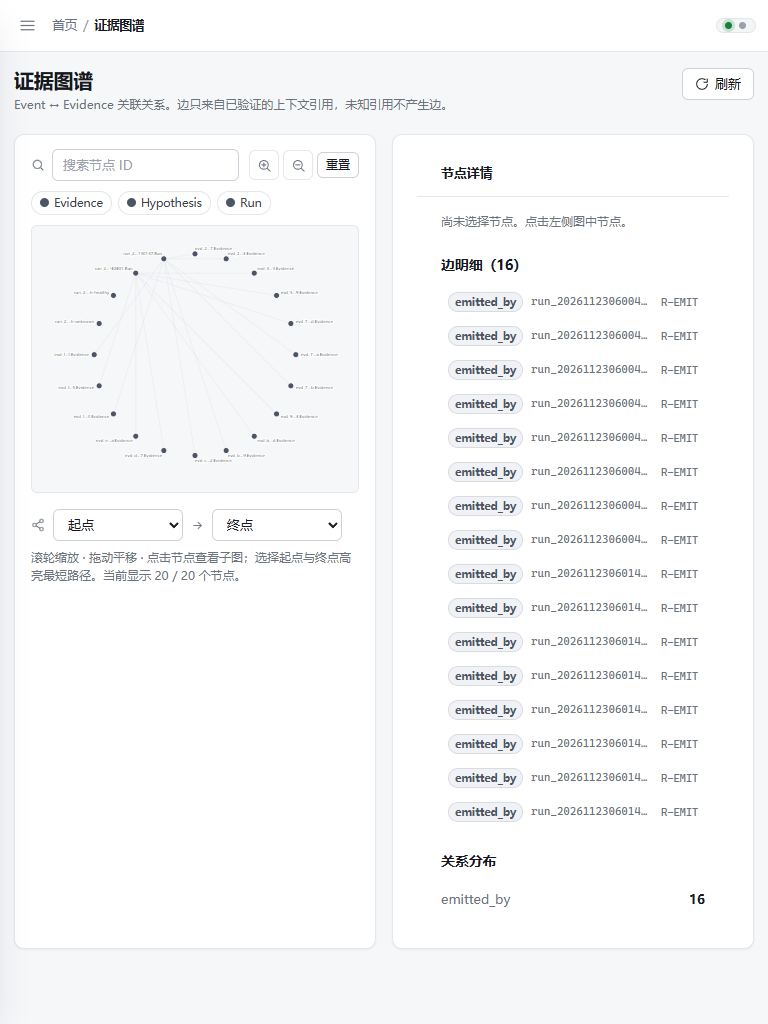 首页 / 证据图谱
证据图谱
Event ↔ Evidence 关联关系。边只来自已验证的上下文引用，未知引用不产生边。
刷新
搜索节点 ID
重置
Evidence
Hypothesis
Run
起点
→
终点
滚轮缩放 · 拖动平移 · 点击节点查看子图；选择起点与终点高
亮最短路径。当前显示 20 / 20 个节点。
节点详情
尚未选择节点。点击左侧图中节点。
边明细（16）
emitted_by run_2026112306004… R-EMIT
emitted_by run_2026112306004… R-EMIT
emitted_by run_2026112306004… R-EMIT
emitted_by run_2026112306004… R-EMIT
emitted_by run_2026112306004… R-EMIT
emitted_by run_2026112306004… R-EMIT
emitted_by run_2026112306004… R-EMIT
emitted_by run_2026112306004… R-EMIT
emitted_by run_2026112306014… R-EMIT
emitted_by run_2026112306014… R-EMIT
emitted_by run_2026112306014… R-EMIT
emitted_by run_2026112306014… R-EMIT
emitted_by run_2026112306014… R-EMIT
emitted_by run_2026112306014… R-EMIT
emitted_by run_2026112306014… R-EMIT
emitted_by run_2026112306014… R-EMIT
关系分布
emitted_by 16